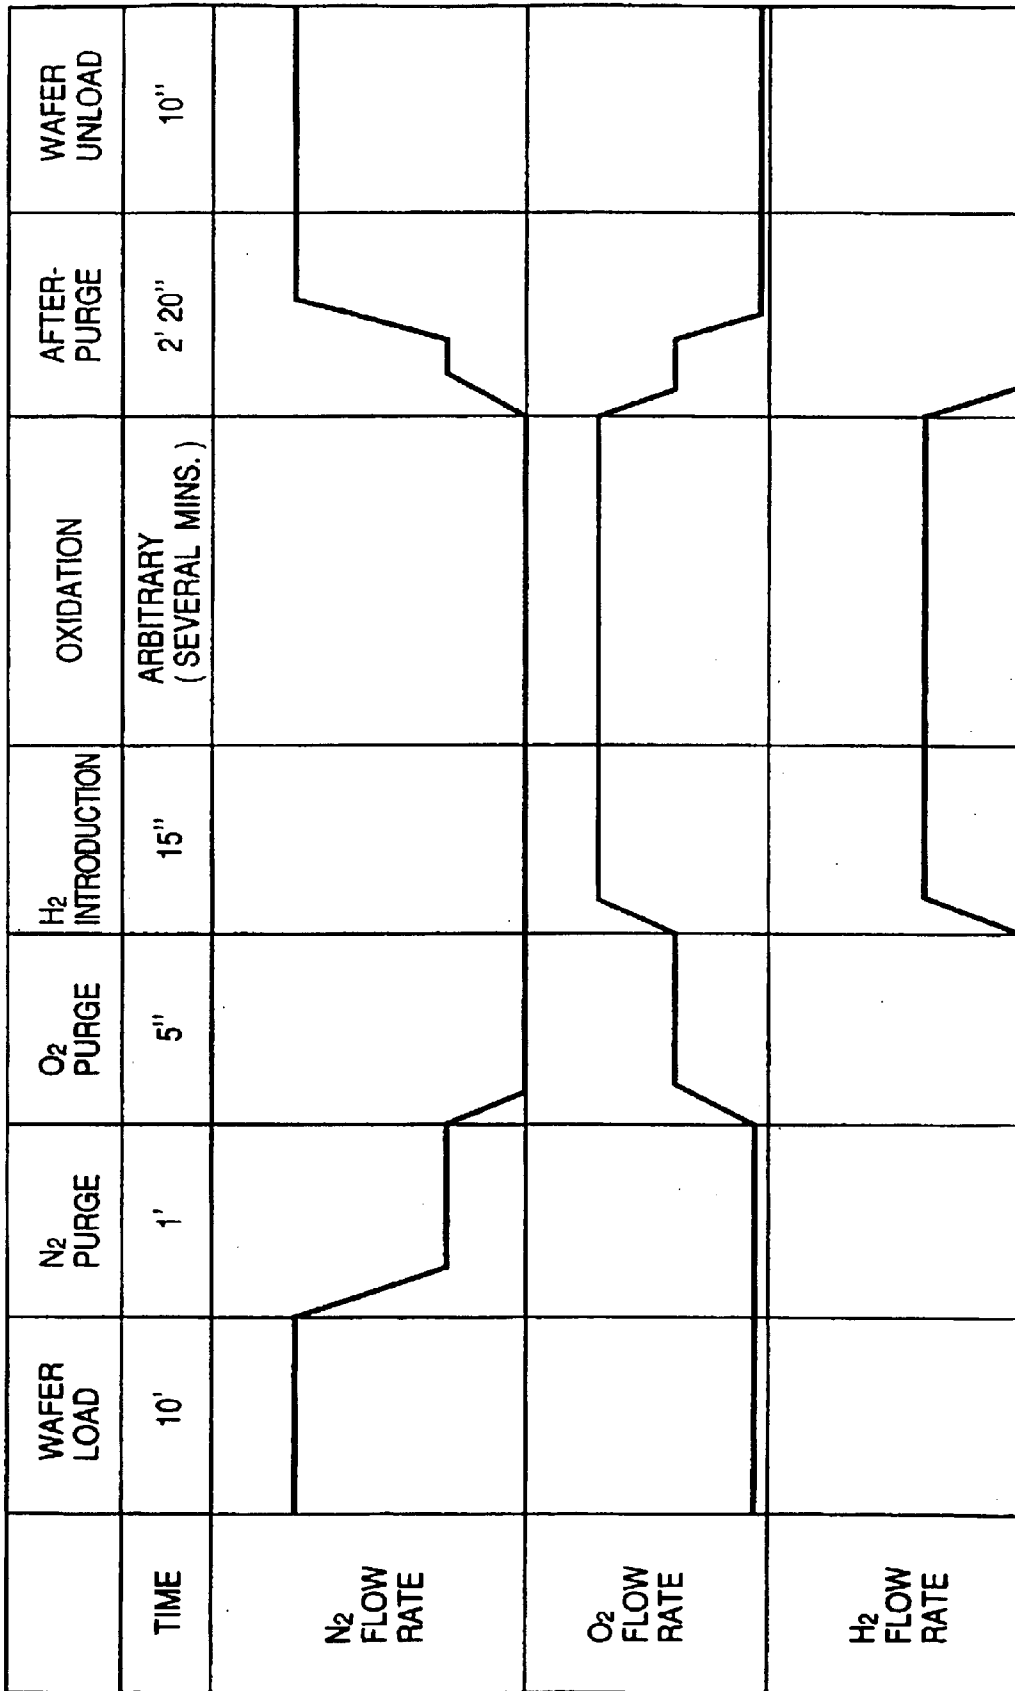 WAFER
LOAD
N2
PURGE
O2
PURGE
H2
INTRODUCTION
OXIDATION
AFTER-
PURGE
WAFER
UNLOAD
TIME
10'
1'
5"
15"
ARBITRARY
( SEVERAL MINS. )
2' 20"
10"
N2
FLOW
RATE
O2
FLOW
RATE
H2
FLOW
RATE